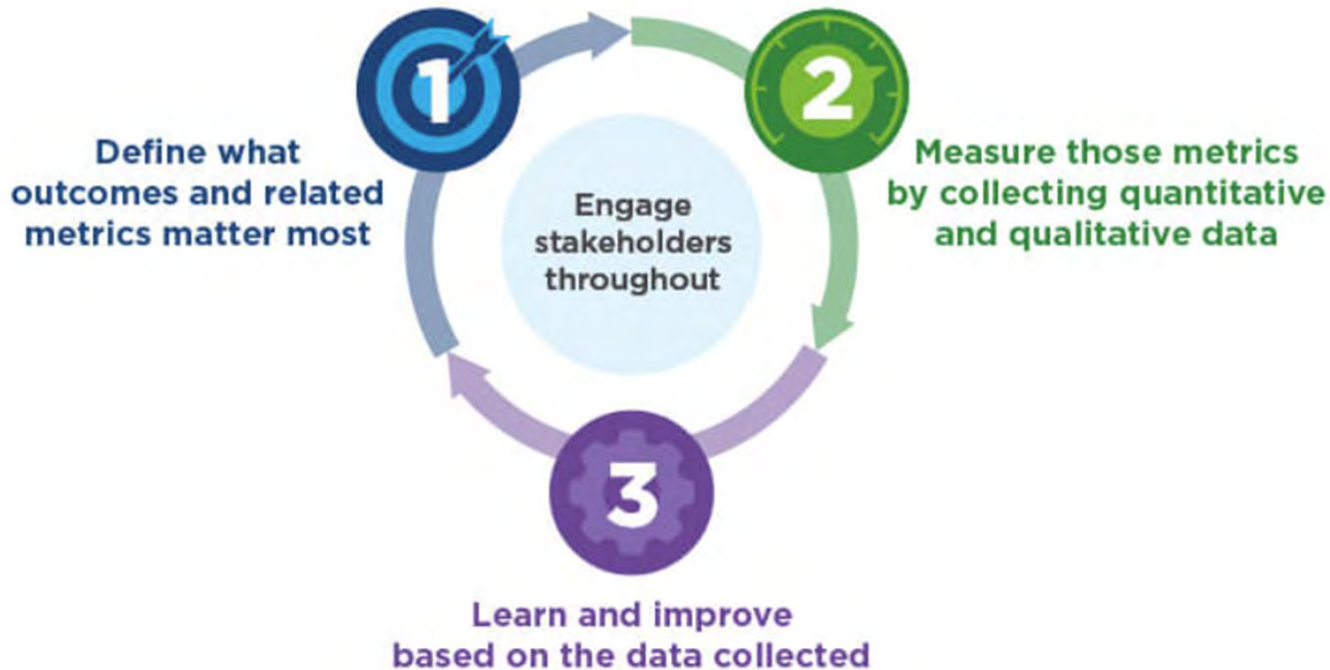 1
Define what
outcomes and related
metrics matter most
2
Measure those metrics
by collecting quantitative
and qualitative data
Engage
stakeholders
throughout
3
Learn and improve
based on the data collected